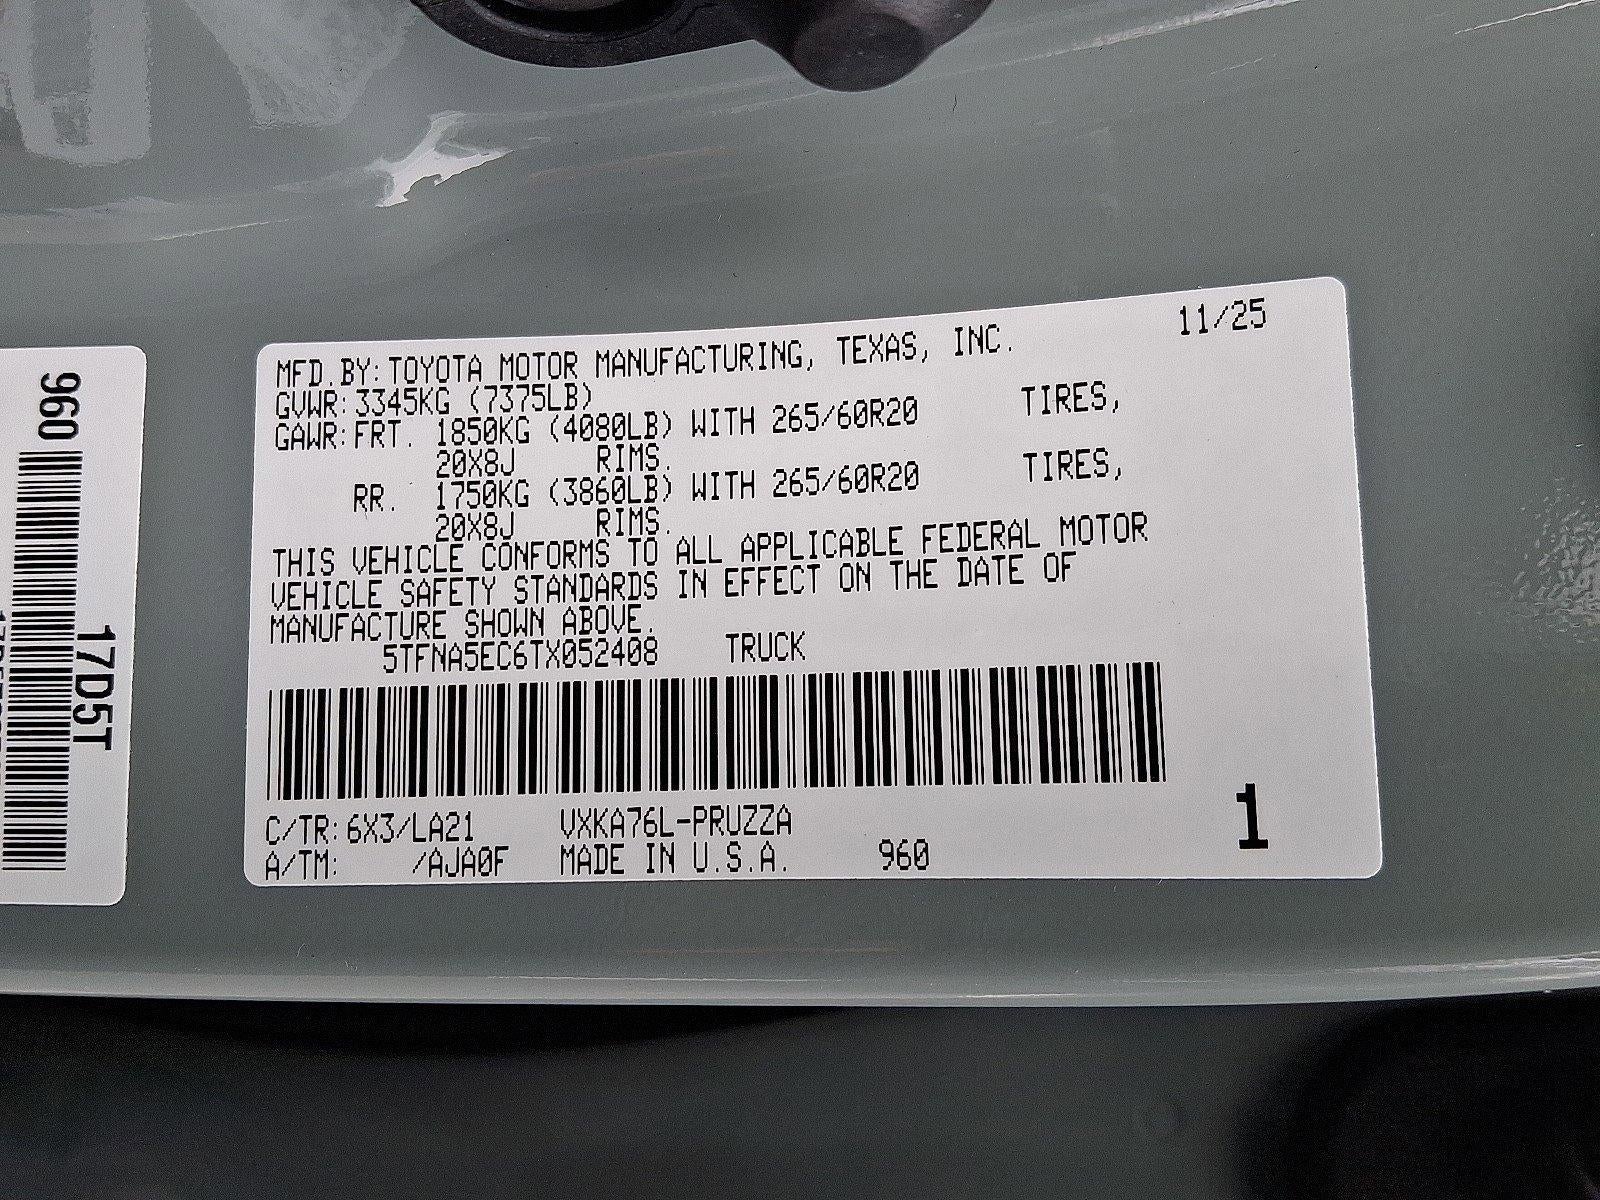 MFD.BY:TOYOTA MOTOR MANUFACTURING, TEXAS, INC. 11/25
GVWR:3345KG (7375LB)
GAWR:FRT. 1850KG (4080LB) WITH 265/60R20 TIRES,
20X8J RIMS.
RR. 1750KG (3860LB) WITH 265/60R20 TIRES,
20X8J RIMS.
THIS VEHICLE CONFORMS TO ALL APPLICABLE FEDERAL MOTOR
VEHICLE SAFETY STANDARDS IN EFFECT ON THE DATE OF
MANUFACTURE SHOWN ABOVE.
5TFNA5EC6TX052408 TRUCK
C/TR:6X3/LA21 VXKA76L-PRUZZA
A/TM: /AJA0F MADE IN U.S.A. 960
1
960
17D5T